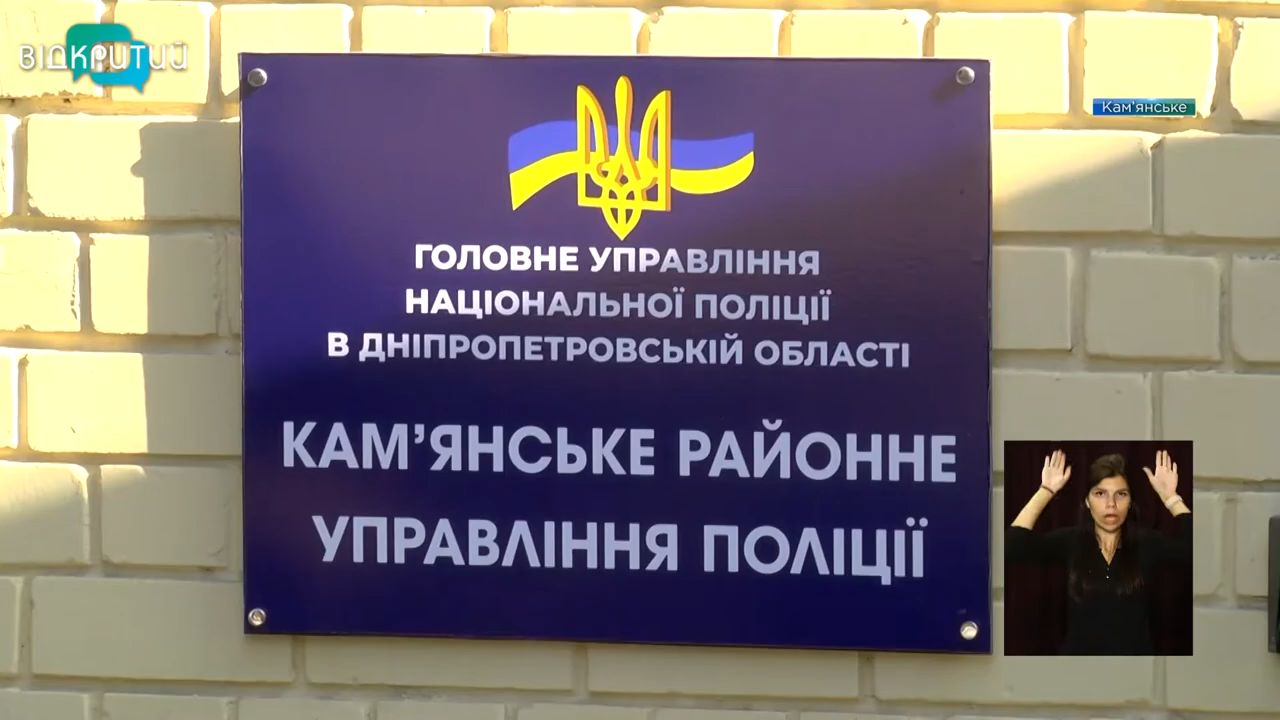 ВІДКРИТИЙ
Кам'янське
ГОЛОВНЕ УПРАВЛІННЯ
НАЦІОНАЛЬНОЇ ПОЛІЦІЇ
В ДНІПРОПЕТРОВСЬКІЙ ОБЛАСТІ
КАМ’ЯНСЬКЕ РАЙОННЕ
УПРАВЛІННЯ ПОЛІЦІЇ